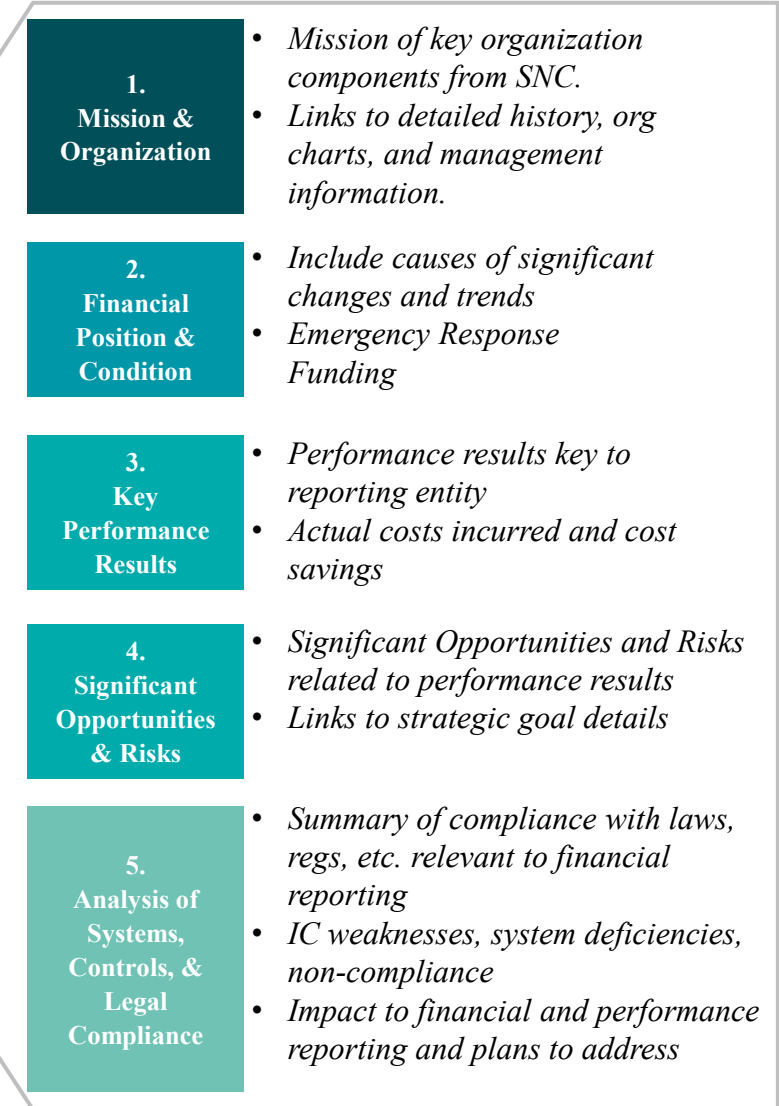 1.
Mission &
Organization
• Mission of key organization
components from SNC.
• Links to detailed history, org
charts, and management
information.
2.
Financial
Position &
Condition
• Include causes of significant
changes and trends
• Emergency Response
Funding
3.
Key
Performance
Results
• Performance results key to
reporting entity
• Actual costs incurred and cost
savings
4.
Significant
Opportunities
& Risks
• Significant Opportunities and Risks
related to performance results
• Links to strategic goal details
5.
Analysis of
Systems,
Controls, &
Legal
Compliance
• Summary of compliance with laws,
regs, etc. relevant to financial
reporting
• IC weaknesses, system deficiencies,
non-compliance
• Impact to financial and performance
reporting and plans to address